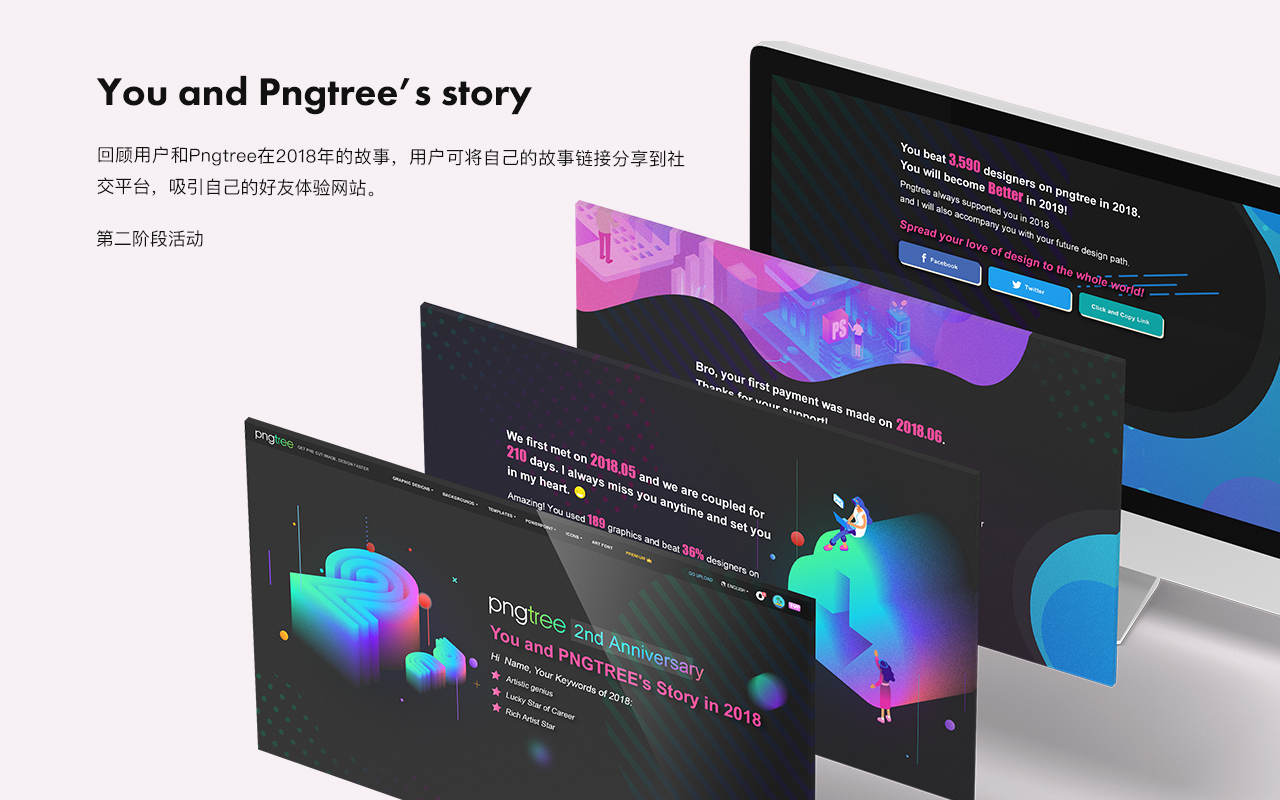 You and Pngtree's story
回顾用户和Pngtree在2018年的故事，用户可将自己的故事链接分享到社
交平台，吸引自己的好友体验网站。
第二阶段活动
You beat 3,590 designers on pngtree in 2018.
You will become Better in 2019!
Pngtree always supported you in 2018
and I will also accompany you with your future design path.
Spread your love of design to the whole world!
Facebook
Twitter
Click and Copy Link
PS
Bro, your first payment was made on 2018.06.
Thanks for your support!
We first met on 2018.05 and we are coupled for
210 days. I always miss you anytime and set you
in my heart.
Amazing! You used 189 graphics and beat 36% designers on
pngtree GET FREE CUT IMAGE, DESIGN FASTER
GRAPHIC DESIGNS
BACKGROUNDS
TEMPLATES
POWERPOINT
ICONS
ART FONT
PREMIUM
GO UPLOAD
ENGLISH
pngtree 2nd Anniversary
You and PNGTREE's Story in 2018
Hi Name, Your Keywords of 2018:
Artistic genius
Lucky Star of Career
Rich Artist Star